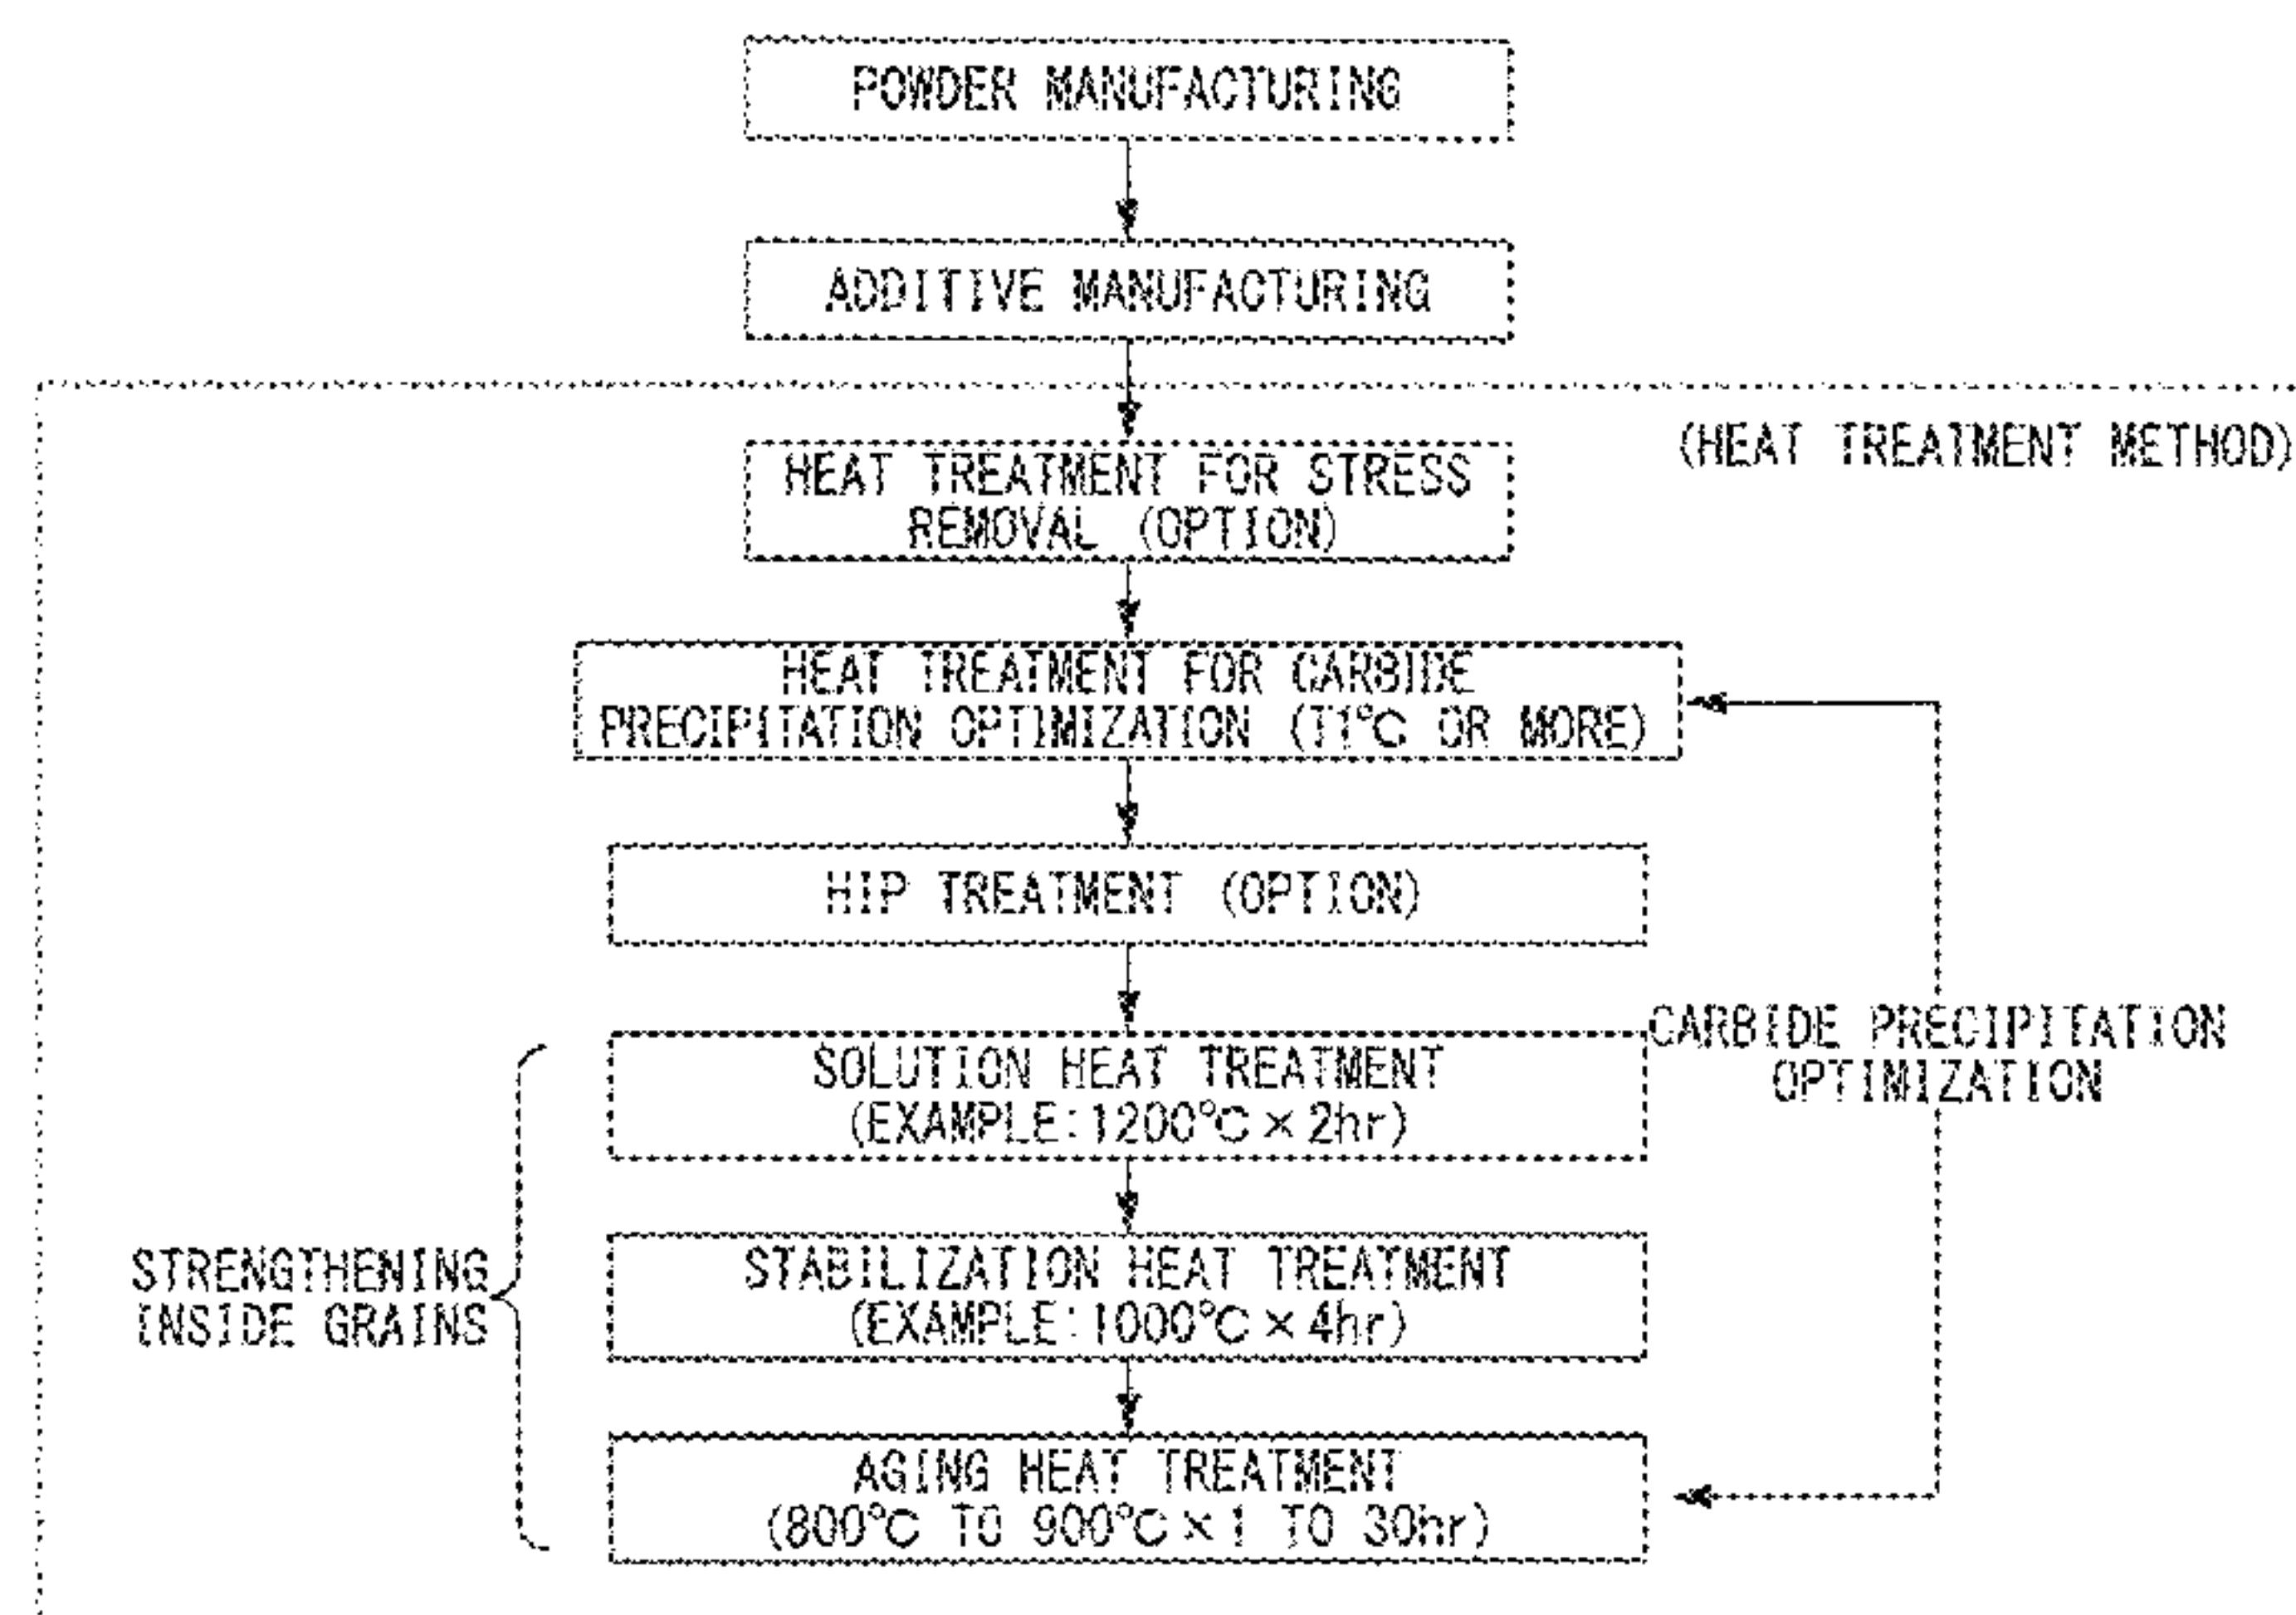 POWDER MANUFACTURING
ADDITIVE MANUFACTURING
(HEAT TREATMENT METHOD)
HEAT TREATMENT FOR STRESS
REMOVAL (OPTION)
HEAT TREATMENT FOR CARBIDE
PRECIPITATION OPTIMIZATION (T1℃ OR MORE)
HIP TREATMENT (OPTION)
CARBIDE PRECIPITATION
OPTIMIZATION
SOLUTION HEAT TREATMENT
(EXAMPLE:1200℃×2hr)
STRENGTHENING
INSIDE GRAINS
STABILIZATION HEAT TREATMENT
(EXAMPLE:1000℃×4hr)
AGING HEAT TREATMENT
(800℃ TO 900℃×1 TO 30hr)